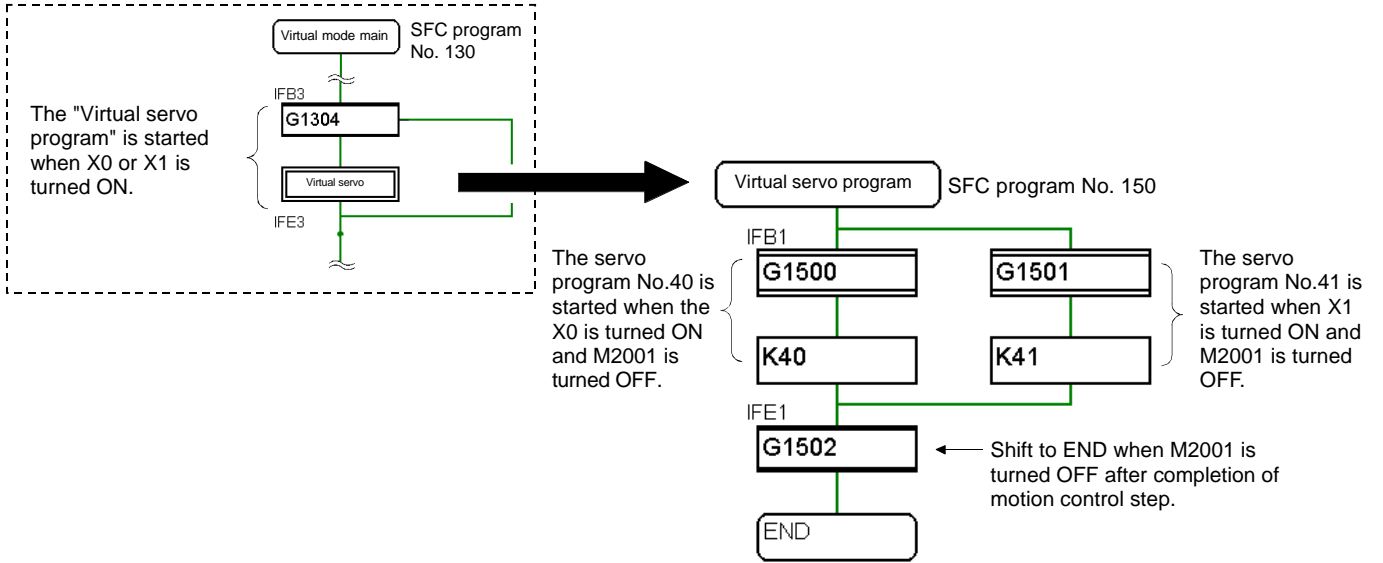 Virtual mode main
SFC program
No. 130
The "Virtual servo
program" is started
when X0 or X1 is
turned ON.
IFB3
G1304
Virtual servo
IFE3
Virtual servo program
SFC program No. 150
The servo
program No.40 is
started when the
X0 is turned ON
and M2001 is
turned OFF.
IFB1
G1500
K40
G1501
K41
The servo
program No.41 is
started when X1
is turned ON and
M2001 is turned
OFF.
IFE1
G1502
Shift to END when M2001 is
turned OFF after completion of
motion control step.
END